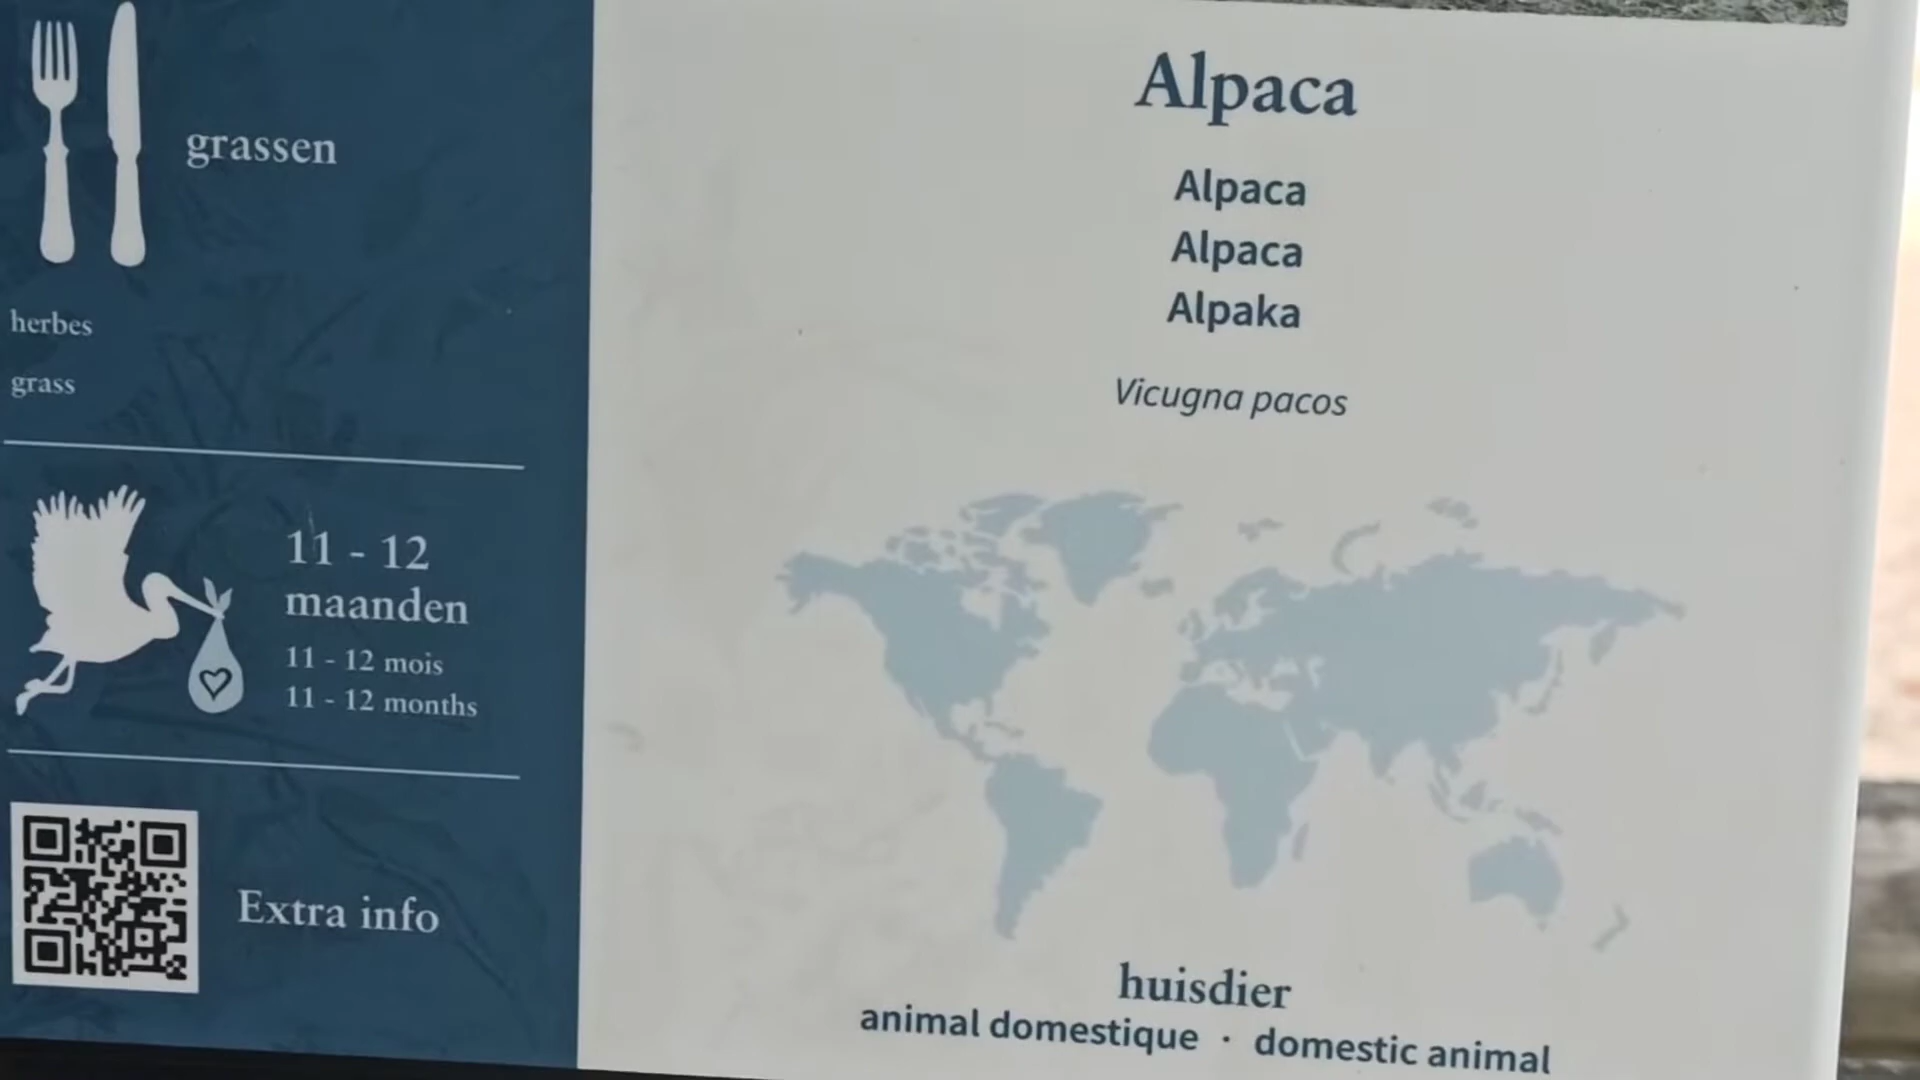 grassen
herbes
grass
11 - 12
maanden
11 - 12 mois
11 - 12 months
Extra info
Alpaca
Alpaca
Alpaca
Alpaka
Vicugna pacos
huisdier
animal domestique · domestic animal